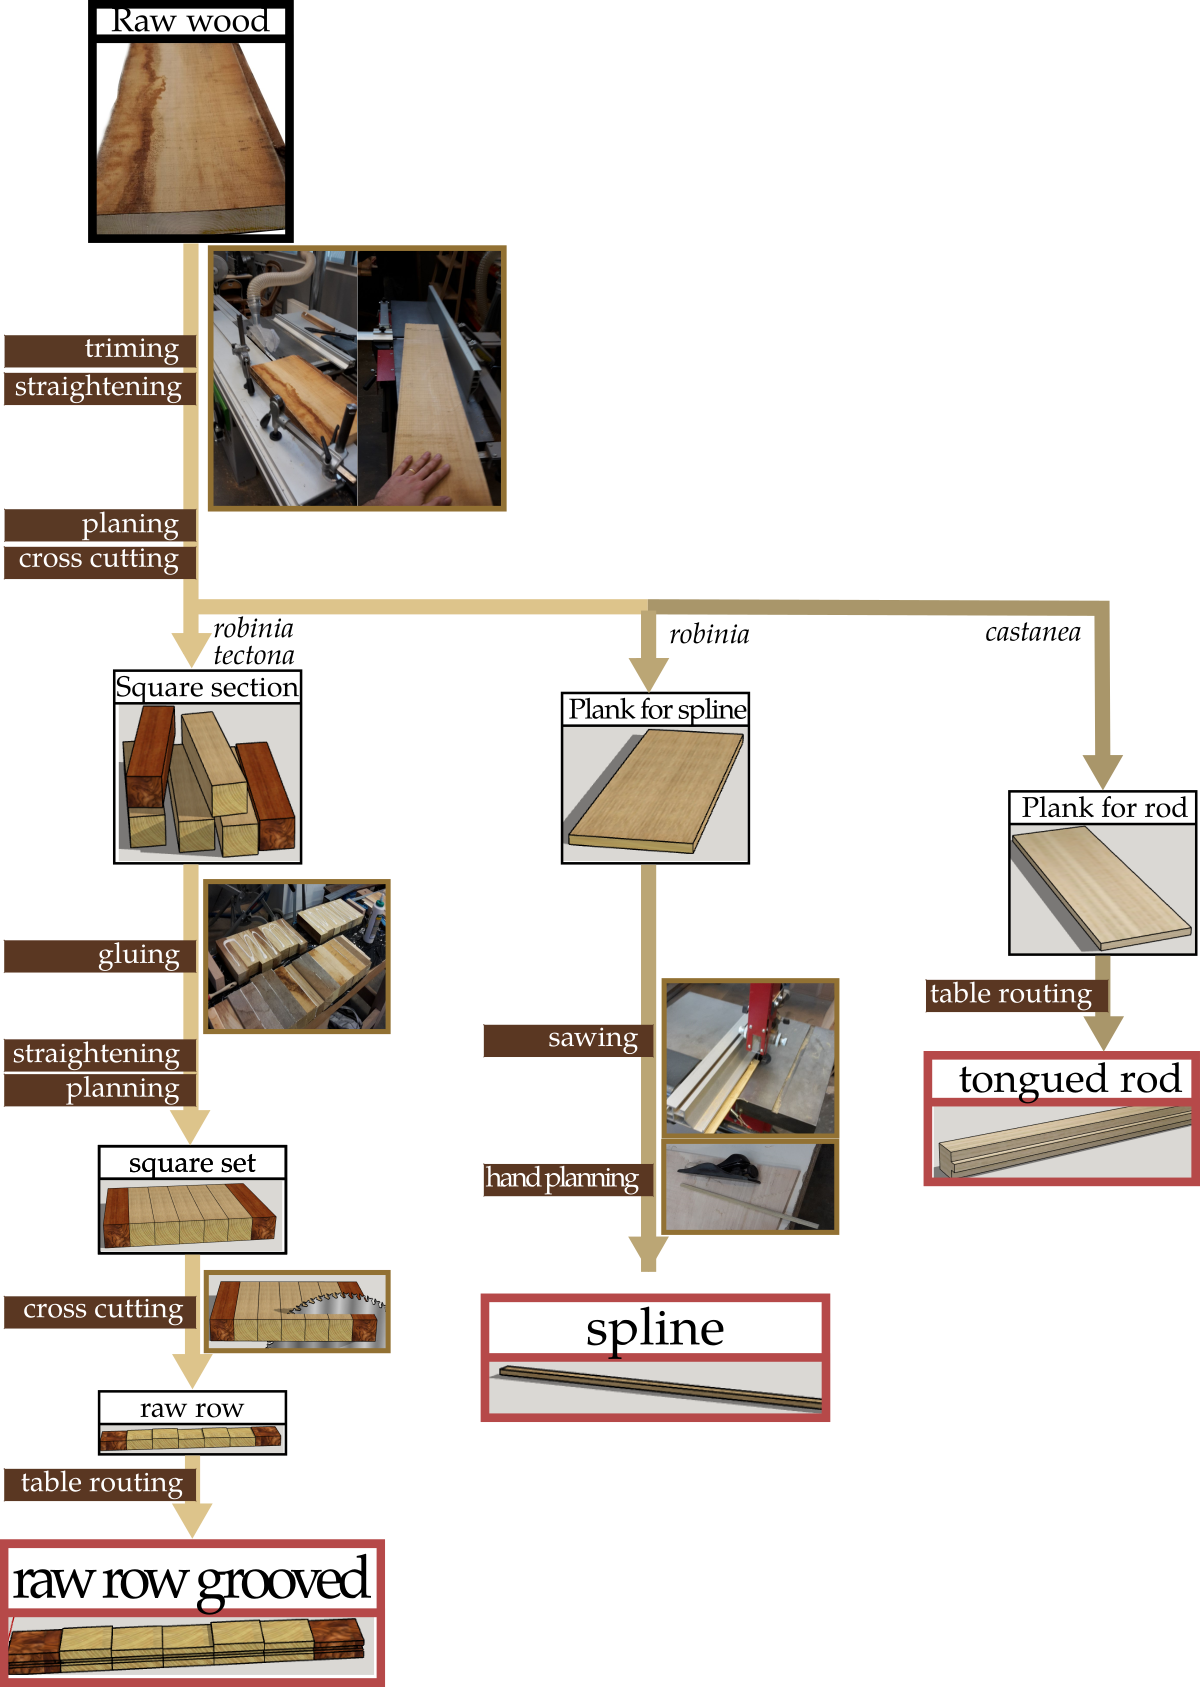 Raw wood
triming
straightening
planing
cross cutting
robinia
tectona
robinia
castanea
Square section
Plank for spline
Plank for rod
gluing
table routing
straightening
planning
sawing
tongued rod
square set
hand planning
cross cutting
spline
raw row
table routing
raw row grooved